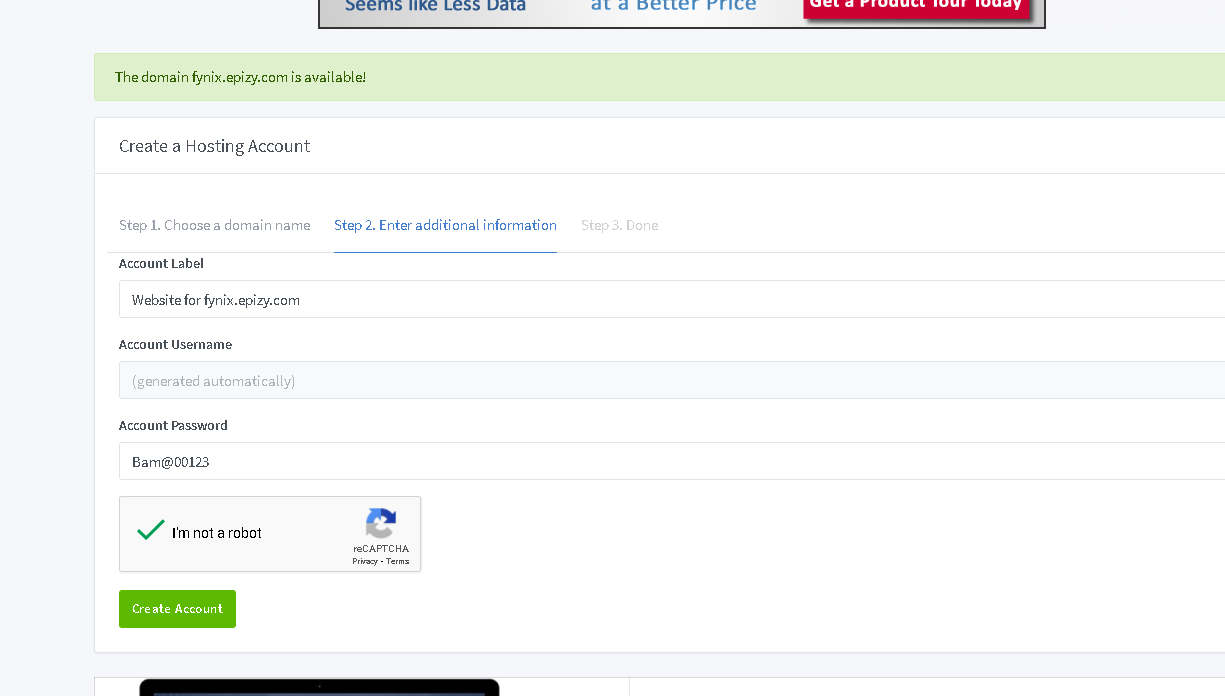 Seems like Less Data
at a Better Price
Get a Product Tour Today
The domain fynix.epizy.com is available!
Create a Hosting Account
Step 1. Choose a domain name
Step 2. Enter additional information
Step 3. Done
Account Label
Website for fynix.epizy.com
Account Username
(generated automatically)
Account Password
Bam@00123
I'm not a robot
reCAPTCHA
Privacy - Terms
Create Account